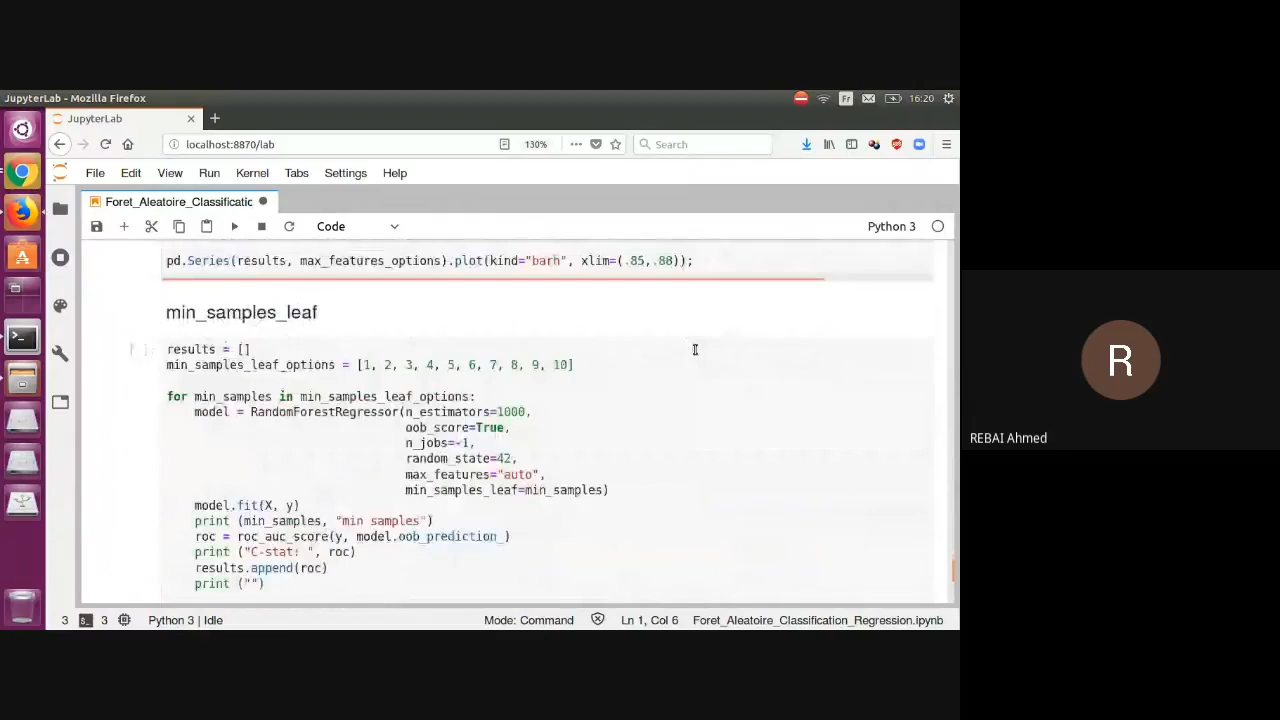 JupyterLab - Mozilla Firefox
Fr
16:20
JupyterLab
localhost:8870/lab
130%
Search
File Edit View Run Kernel Tabs Settings Help
Foret_Aleatoire_Classificatic
Code
Python 3
pd.Series(results, max_features_options).plot(kind="barh", xlim=(.85,.88));
min_samples_leaf
[ ]:
results = []
min_samples_leaf_options = [1, 2, 3, 4, 5, 6, 7, 8, 9, 10]
for min_samples in min_samples_leaf_options:
model = RandomForestRegressor(n_estimators=1000,
oob_score=True,
n_jobs=-1,
random_state=42,
max_features="auto",
min_samples_leaf=min_samples)
model.fit(X, y)
print (min_samples, "min samples")
roc = roc_auc_score(y, model.oob_prediction_)
print ("C-stat: ", roc)
results.append(roc)
print ("")
3 3 Python 3 | Idle Mode: Command Ln 1, Col 6 Foret_Aleatoire_Classification_Regression.ipynb
R
REBAI Ahmed